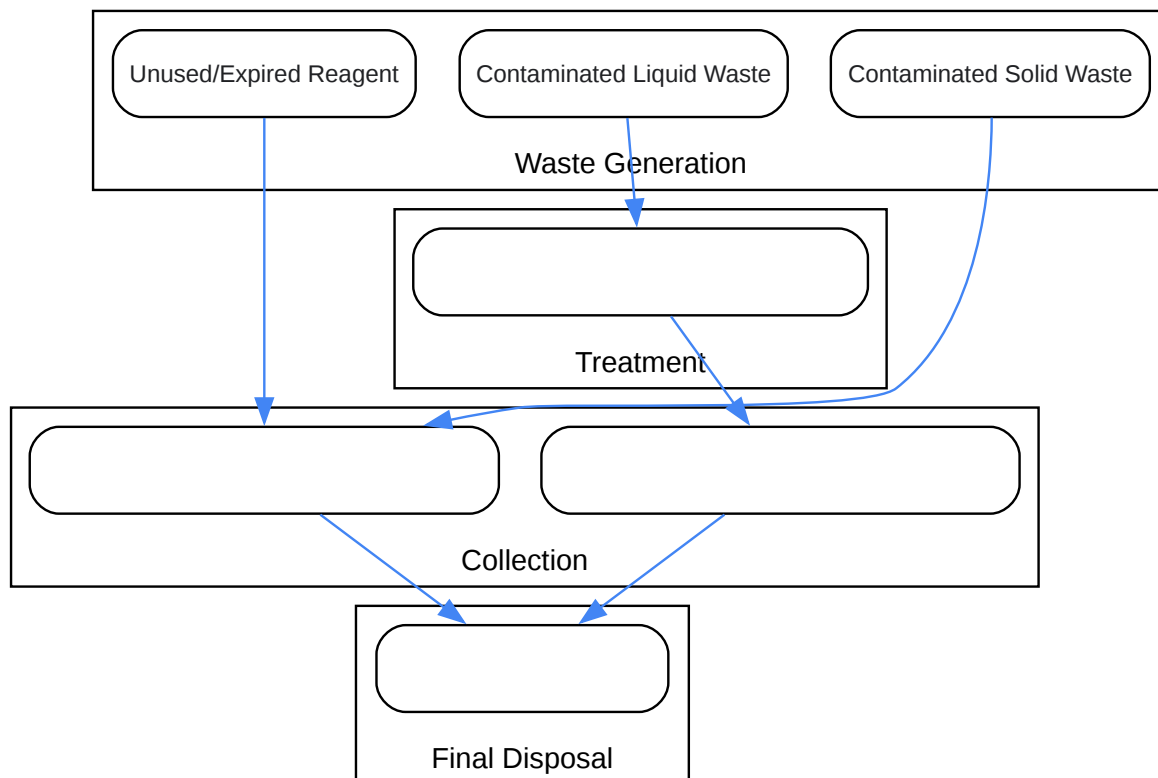 Unused/Expired Reagent
Contaminated Liquid Waste
Contaminated Solid Waste
Waste Generation
Treatment
Collection
Final Disposal